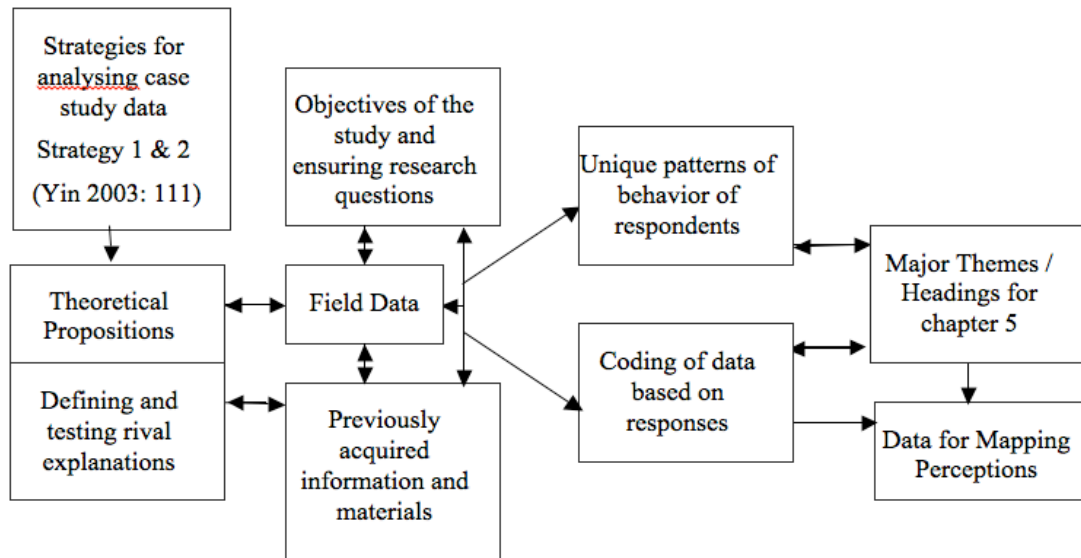 Strategies for
analysing case
study data
Strategy 1 & 2
(Yin 2003: 111)
Theoretical
Propositions
Defining and
testing rival
explanations
Objectives of the
study and
ensuring research
questions
Field Data
Previously
acquired
information and
materials
Unique patterns of
behavior of
respondents
Coding of data
based on
responses
Major Themes /
Headings for
chapter 5
Data for Mapping
Perceptions